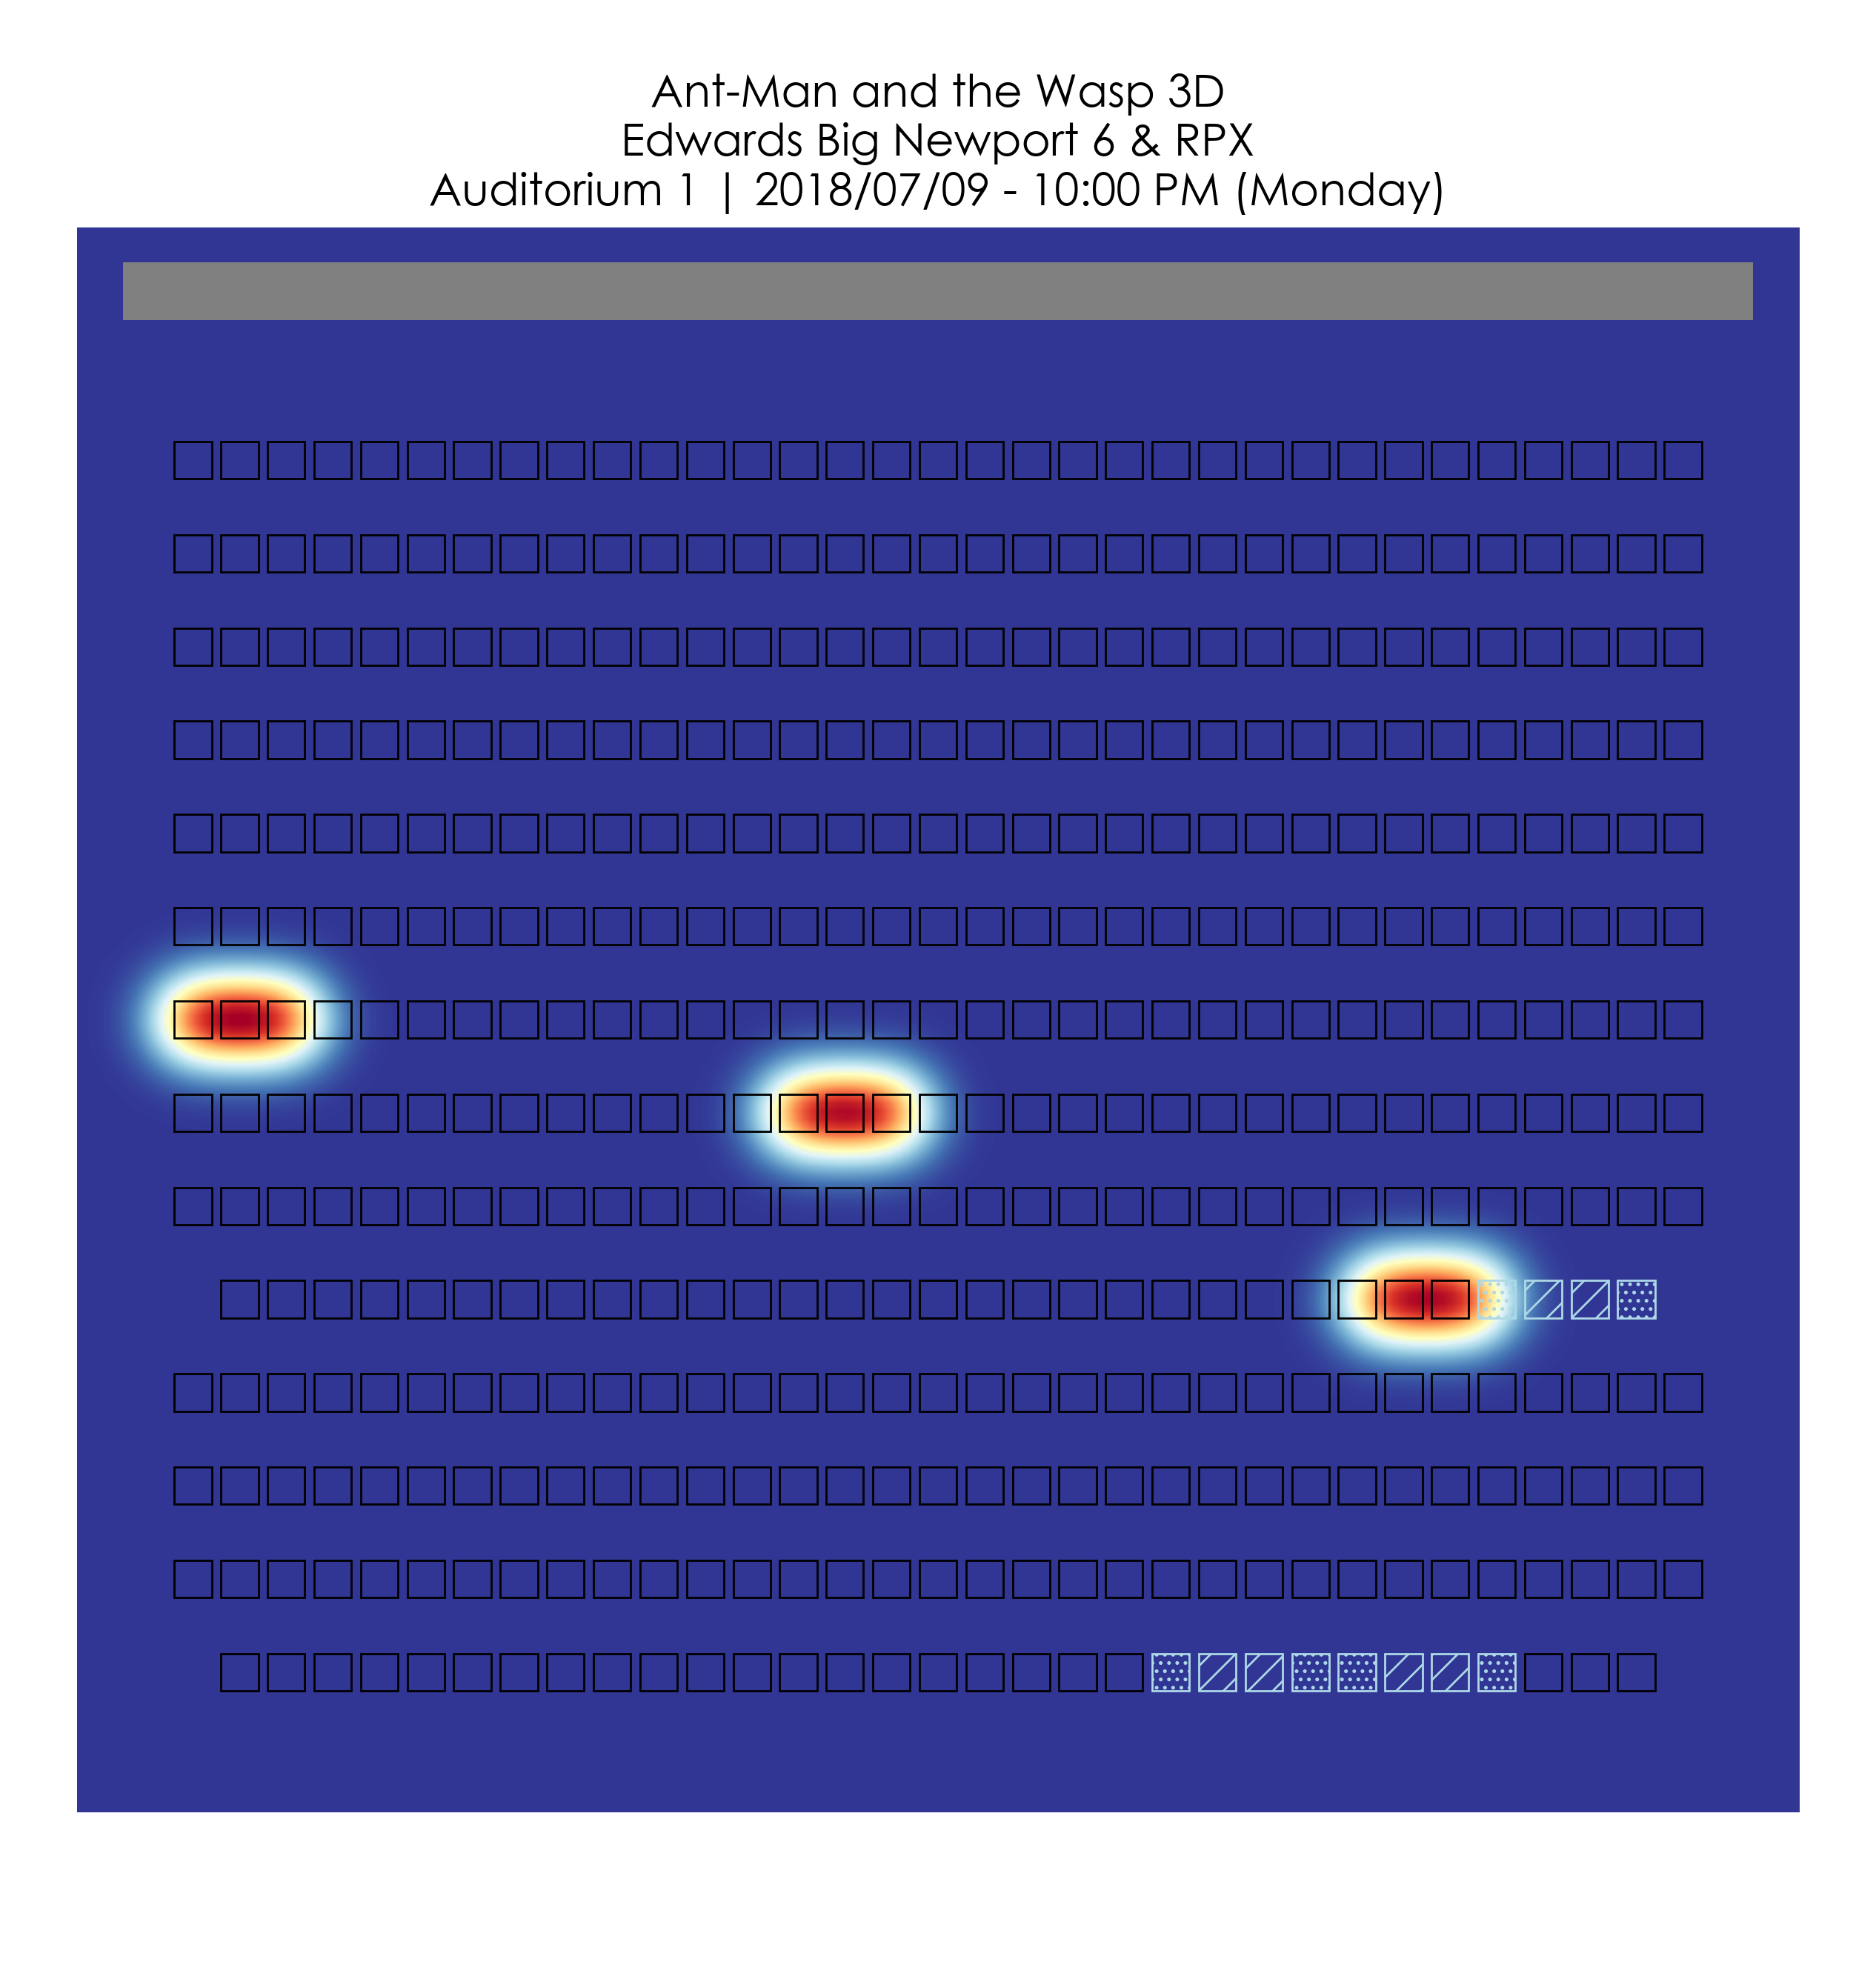 Ant-Man and the Wasp 3D
Edwards Big Newport 6 & RPX
Auditorium 1 | 2018/07/09 - 10:00 PM (Monday)